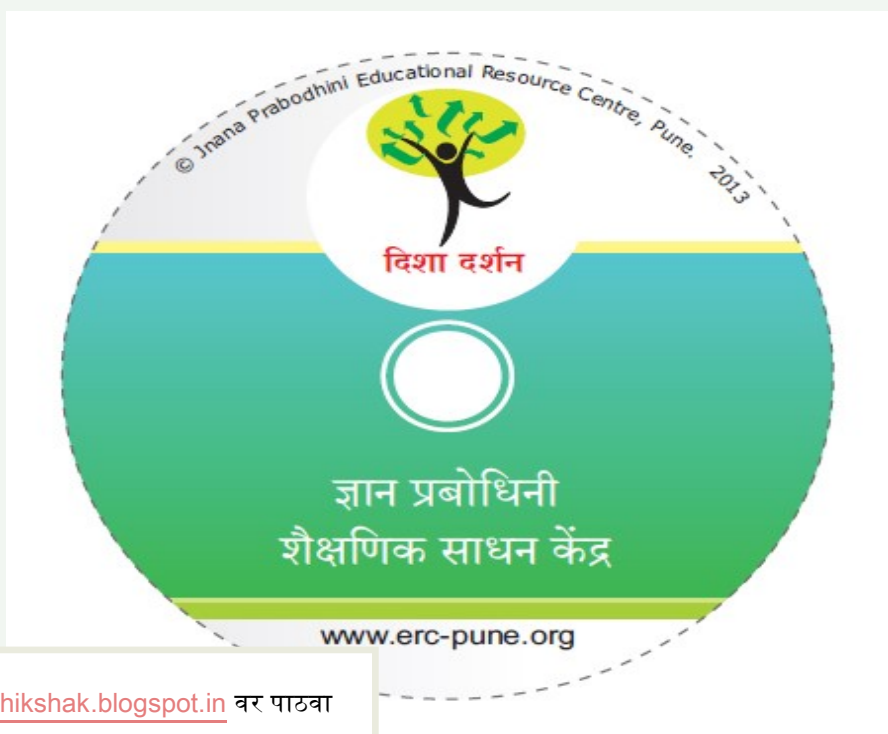 © Jnana Prabodhini Educational Resource Centre, Pune. 2013
दिशा दर्शन
ज्ञान प्रबोधिनी
शैक्षणिक साधन केंद्र
www.erc-pune.org
hikshak.blogspot.in वर पाठवा